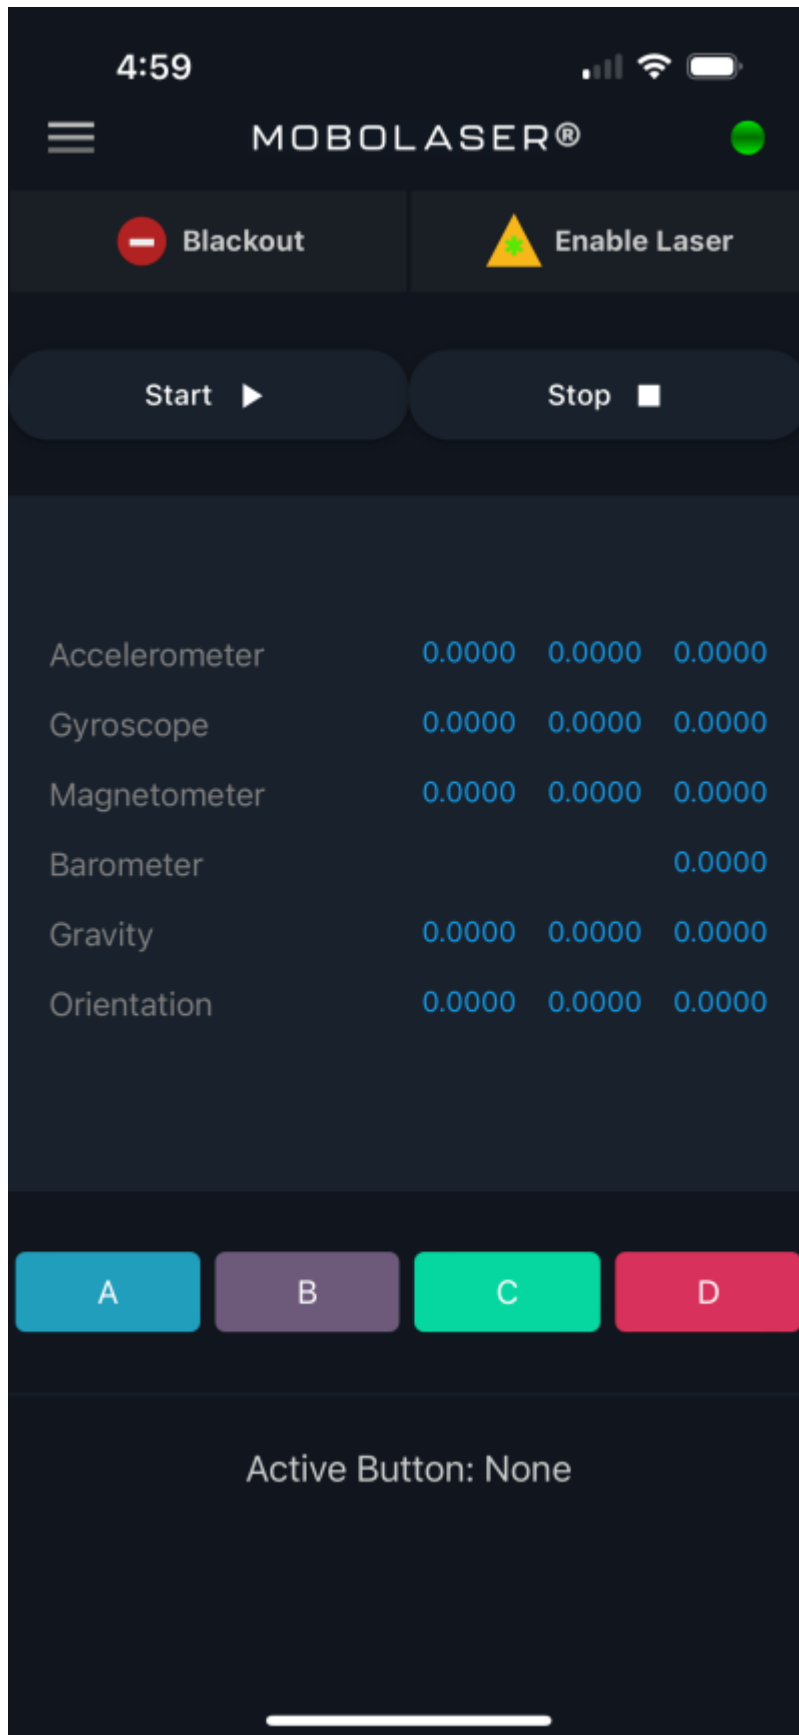 4:59
MOBOLASER®
Blackout Enable Laser
Start Stop
Accelerometer 0.0000 0.0000 0.0000
Gyroscope 0.0000 0.0000 0.0000
Magnetometer 0.0000 0.0000 0.0000
Barometer 0.0000
Gravity 0.0000 0.0000 0.0000
Orientation 0.0000 0.0000 0.0000
A B C D
Active Button: None